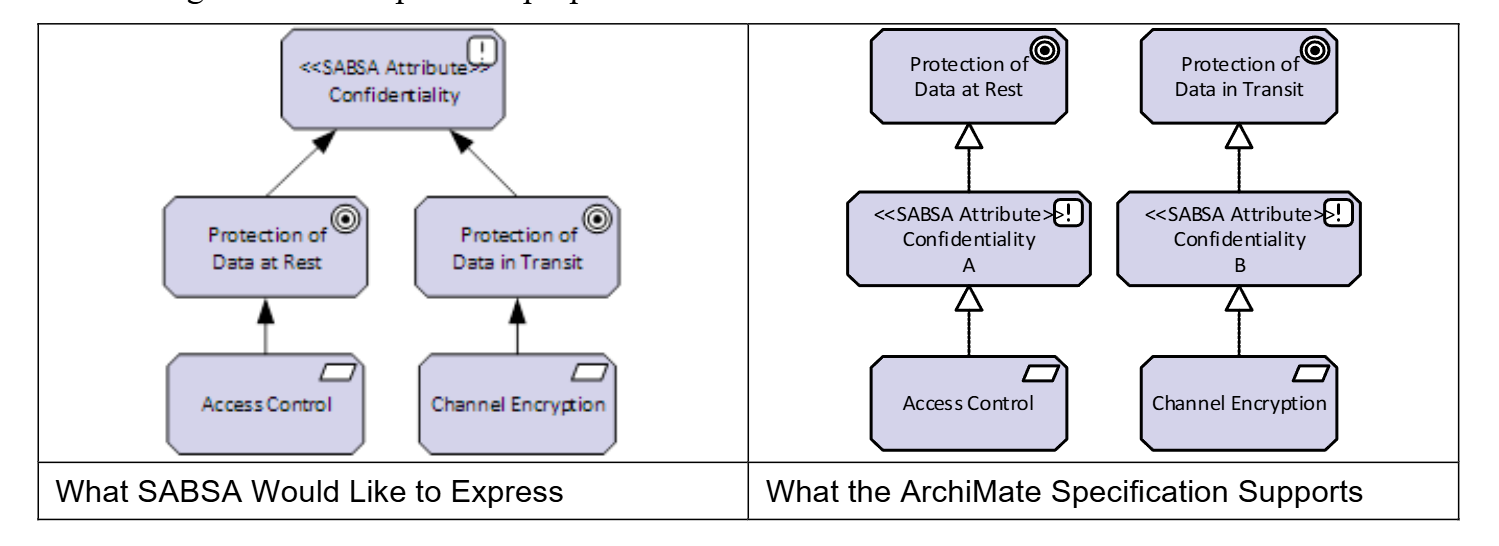 <<SABSA Attribute>>
Confidentiality
Protection of
Data at Rest
Protection of
Data in Transit
Access Control
Channel Encryption
What SABSA Would Like to Express
Protection of
Data at Rest
Protection of
Data in Transit
<<SABSA Attribute>>
Confidentiality
A
<<SABSA Attribute>>
Confidentiality
B
Access Control
Channel Encryption
What the ArchiMate Specification Supports